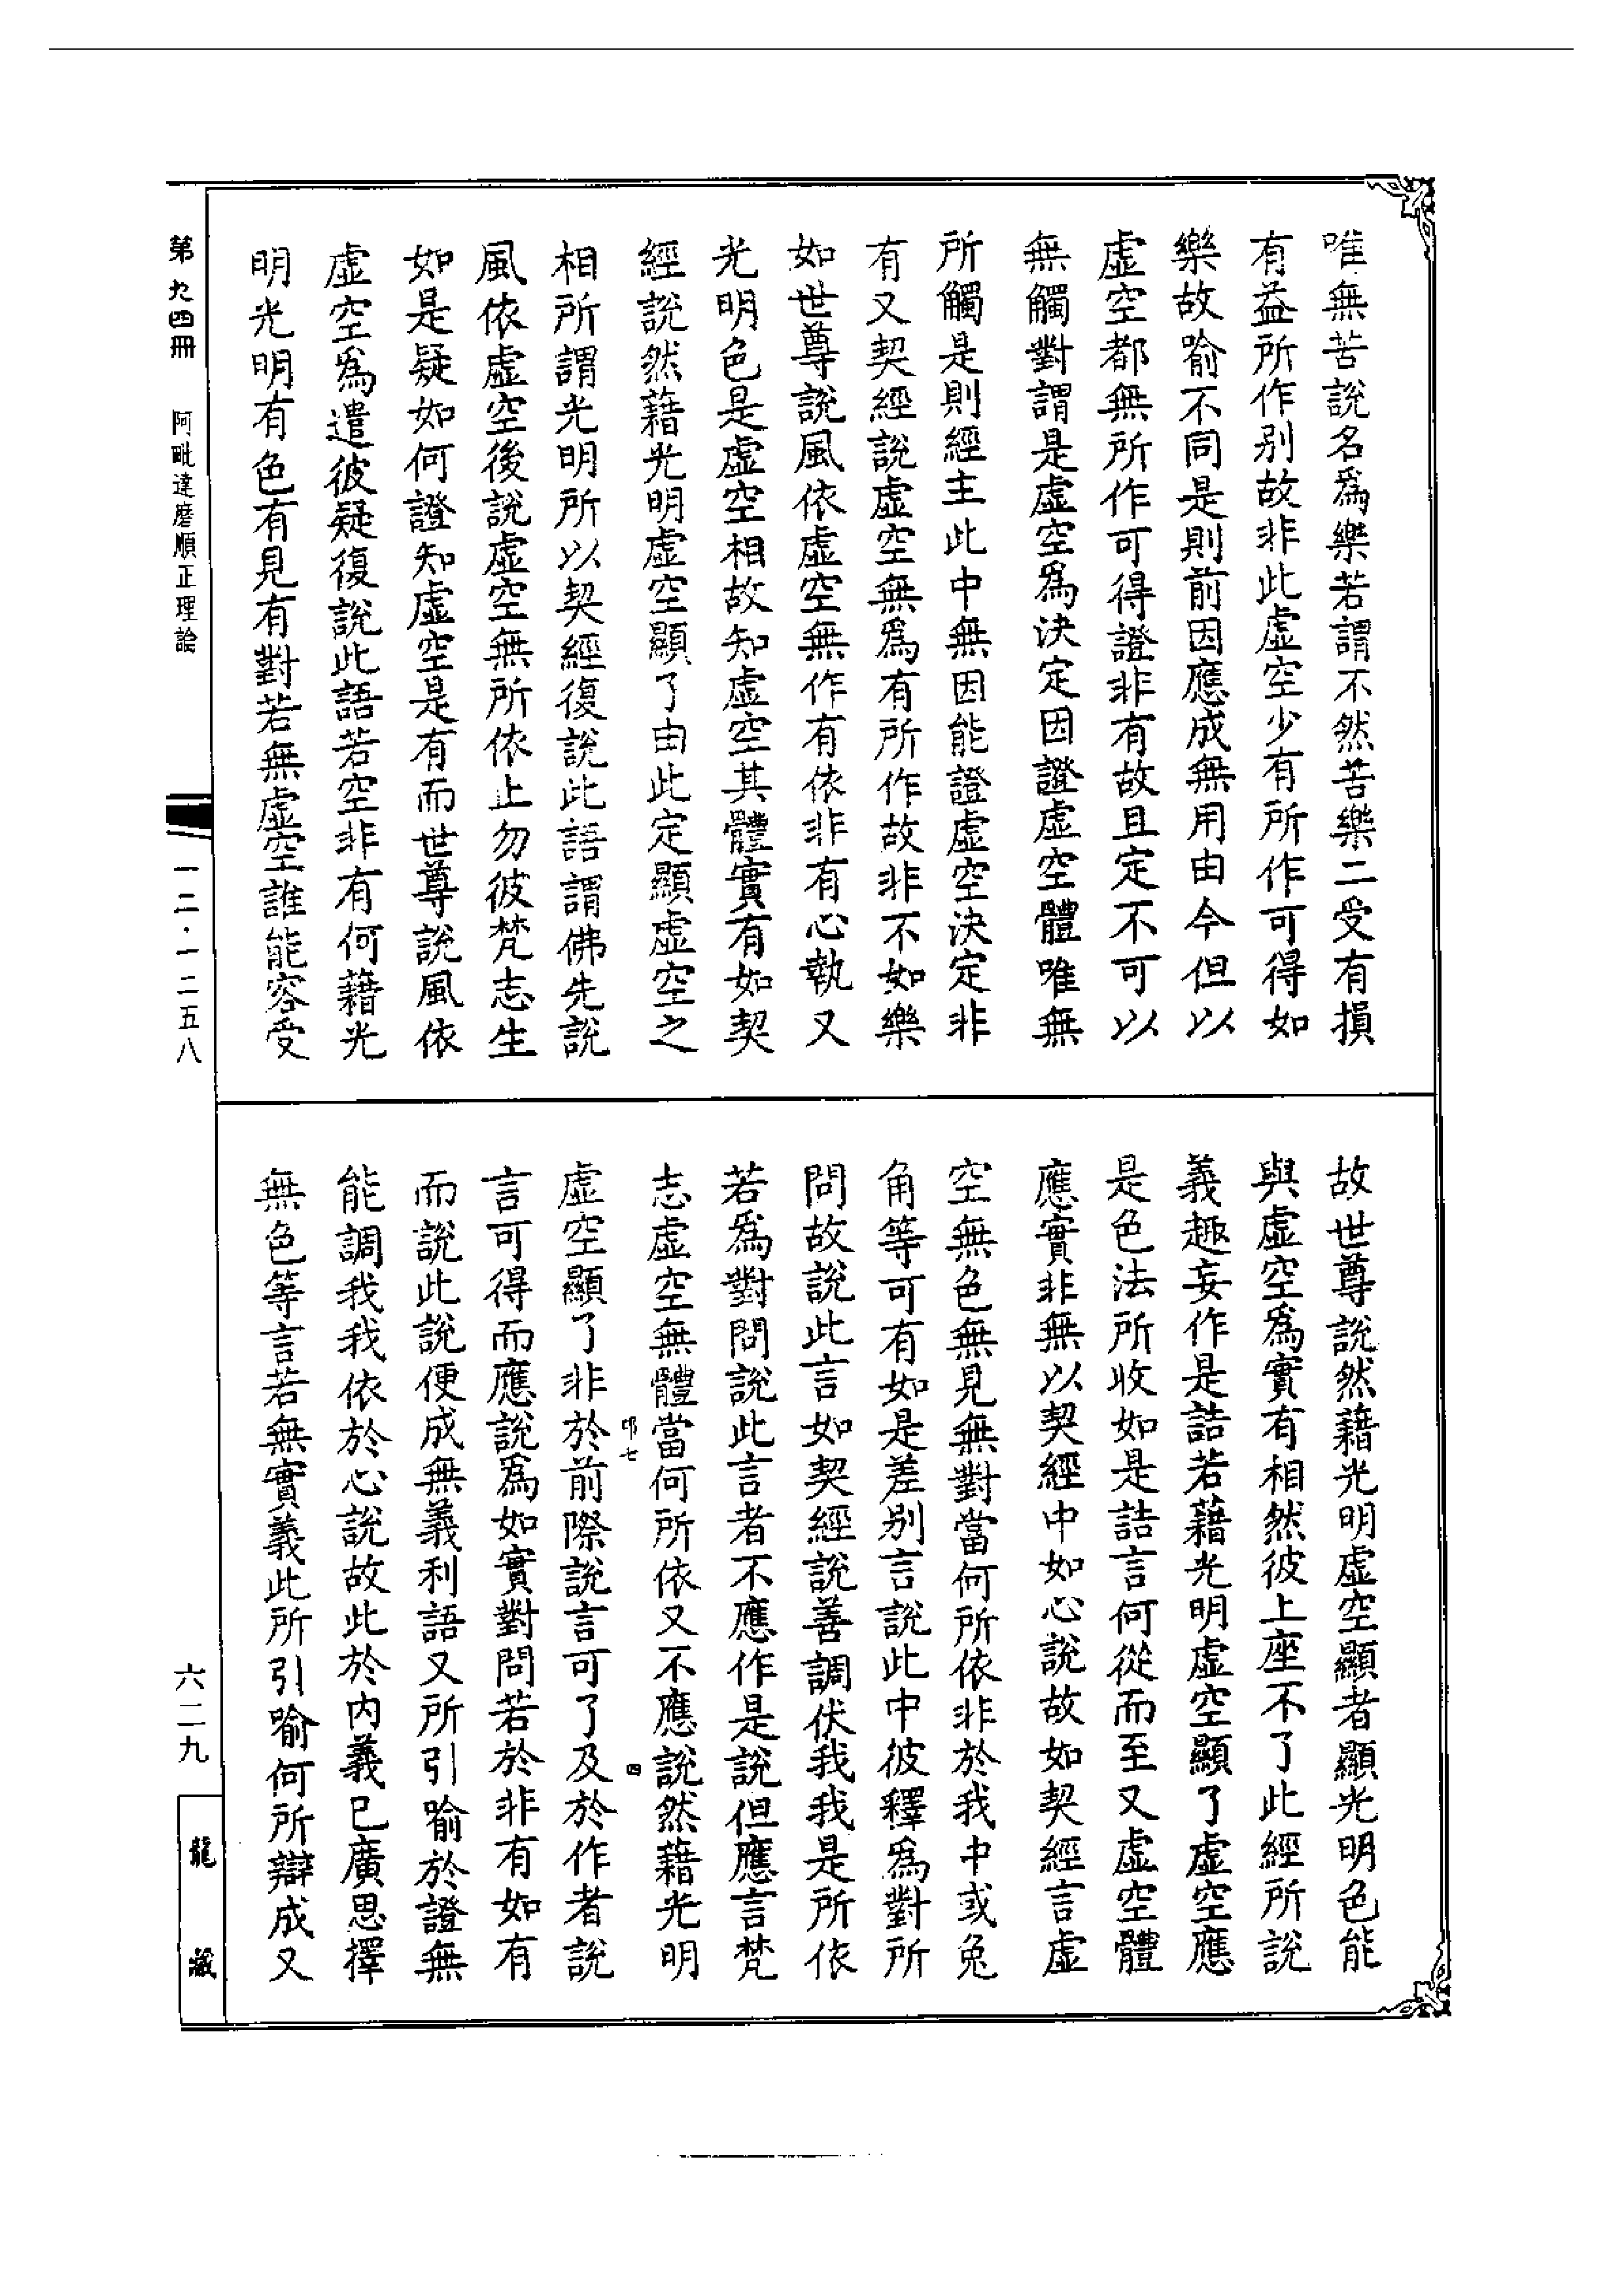 唯無苦說名爲樂若謂不然苦樂二受有損
有益所作别故非此虛空少有所作可得如
樂故喻不同是則前因應成無用由今但以
虛空都無所作可得證非有故且定不可以
無觸對謂是虛空爲决定因證虛空體唯無
所觸是則經主此中無因能證虛空決定非
有又契經說虛空無爲有所作故非不如樂
如世尊說風依虛空無作有依非有心執又
光明色是虛空相故知虛空其體實有如契
經說然藉光明虛空顯了由此定顯虛空之
相所謂光明所以契經復說此語謂佛先說
風依虛空後說虛空無所依止勿彼梵志生
如是疑如何證知虛空是有而世尊說風依
虛空爲遣彼疑復說此語若空非有何藉光
明光明有色有見有對若無虛空誰能容受
故世尊說然藉光明虛空顯者顯光明色能
與虛空爲實有相然彼上座不了此經所說
義趣妄作是詰若藉光明虛空顯了虛空應
是色法所收如是詰言何從而至又虛空體
應實非無以契經中如心說故如契經言虛
空無色無見無對當何所依非於我中或兔
角等可有如是差别言說此中彼釋爲對所
問故說此言如契經說善調伏我我是所依
若爲對問說此言者不應作是說但應言梵
志虛空無體當何所依又不應說然藉光明
虛空顯了非於前際說言可了及於作者說
言可得而應說爲如實對問若於非有如有
而說此說便成無義利語又所引喻於證無
能調我我依於心說故此於內義已廣思擇
無色等言若無實義此所引喻何所辯成又
第九四冊 阿毗達磨順正理論
一二·一二五八
六二九
龍藏
卬七
四